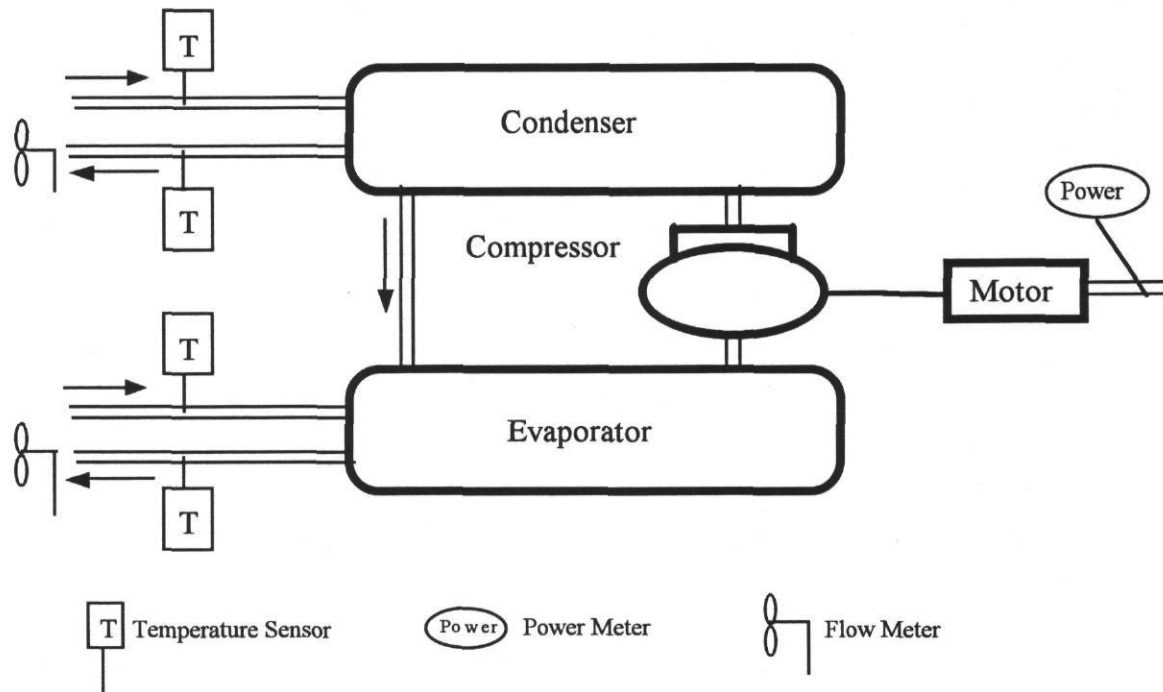 T
Condenser
T
Power
Compressor
Motor
T
Evaporator
T
T Temperature Sensor
Power Power Meter
Flow Meter